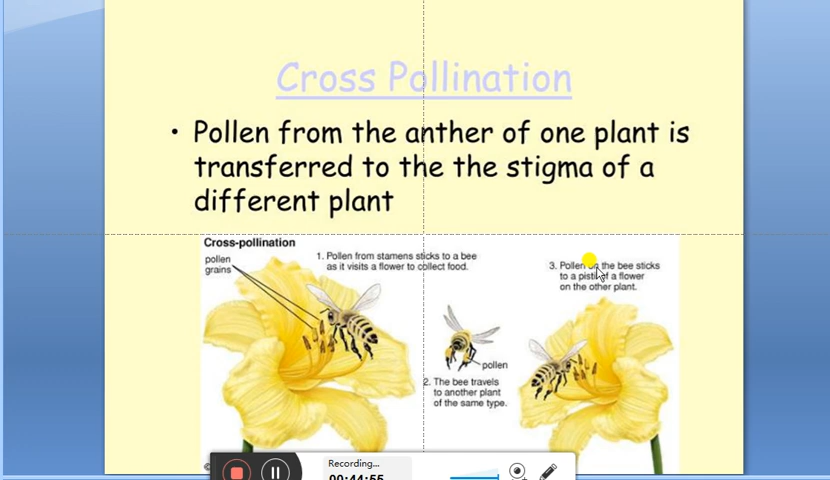 Cross Pollination
• Pollen from the anther of one plant is
transferred to the the stigma of a
different plant
Cross-pollination
pollen
grains
1. Pollen from stamens sticks to a bee
as it visits a flower to collect food.
pollen
2. The bee travels
to another plant
of the same type.
3. Pollen on the bee sticks
to a pistil of a flower
on the other plant.
Recording...
00:44:55